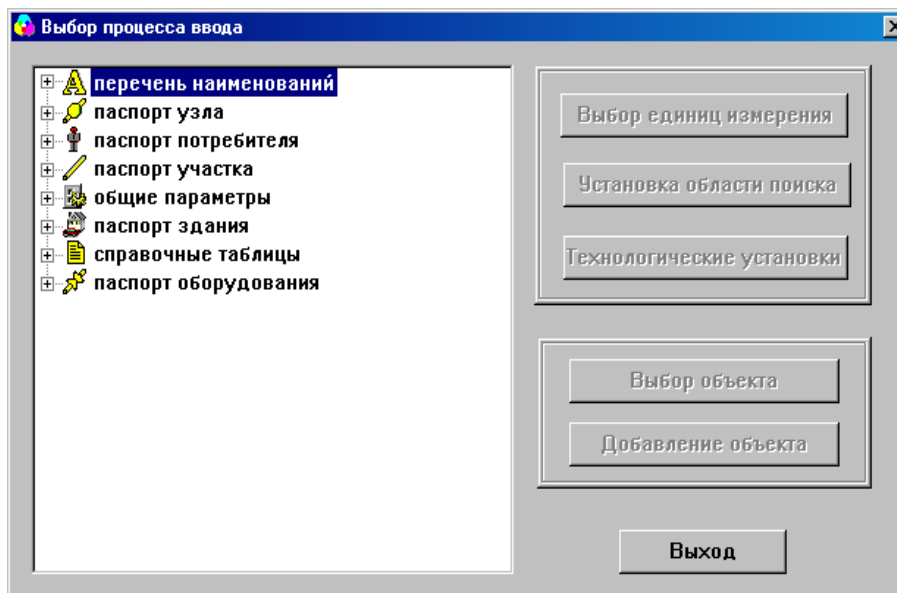 Выбор процесса ввода
перечень наименований
паспорт узла
паспорт потребителя
паспорт участка
общие параметры
паспорт здания
справочные таблицы
паспорт оборудования
Выбор единиц измерения
Установка области поиска
Технологические установки
Выбор объекта
Добавление объекта
Выход